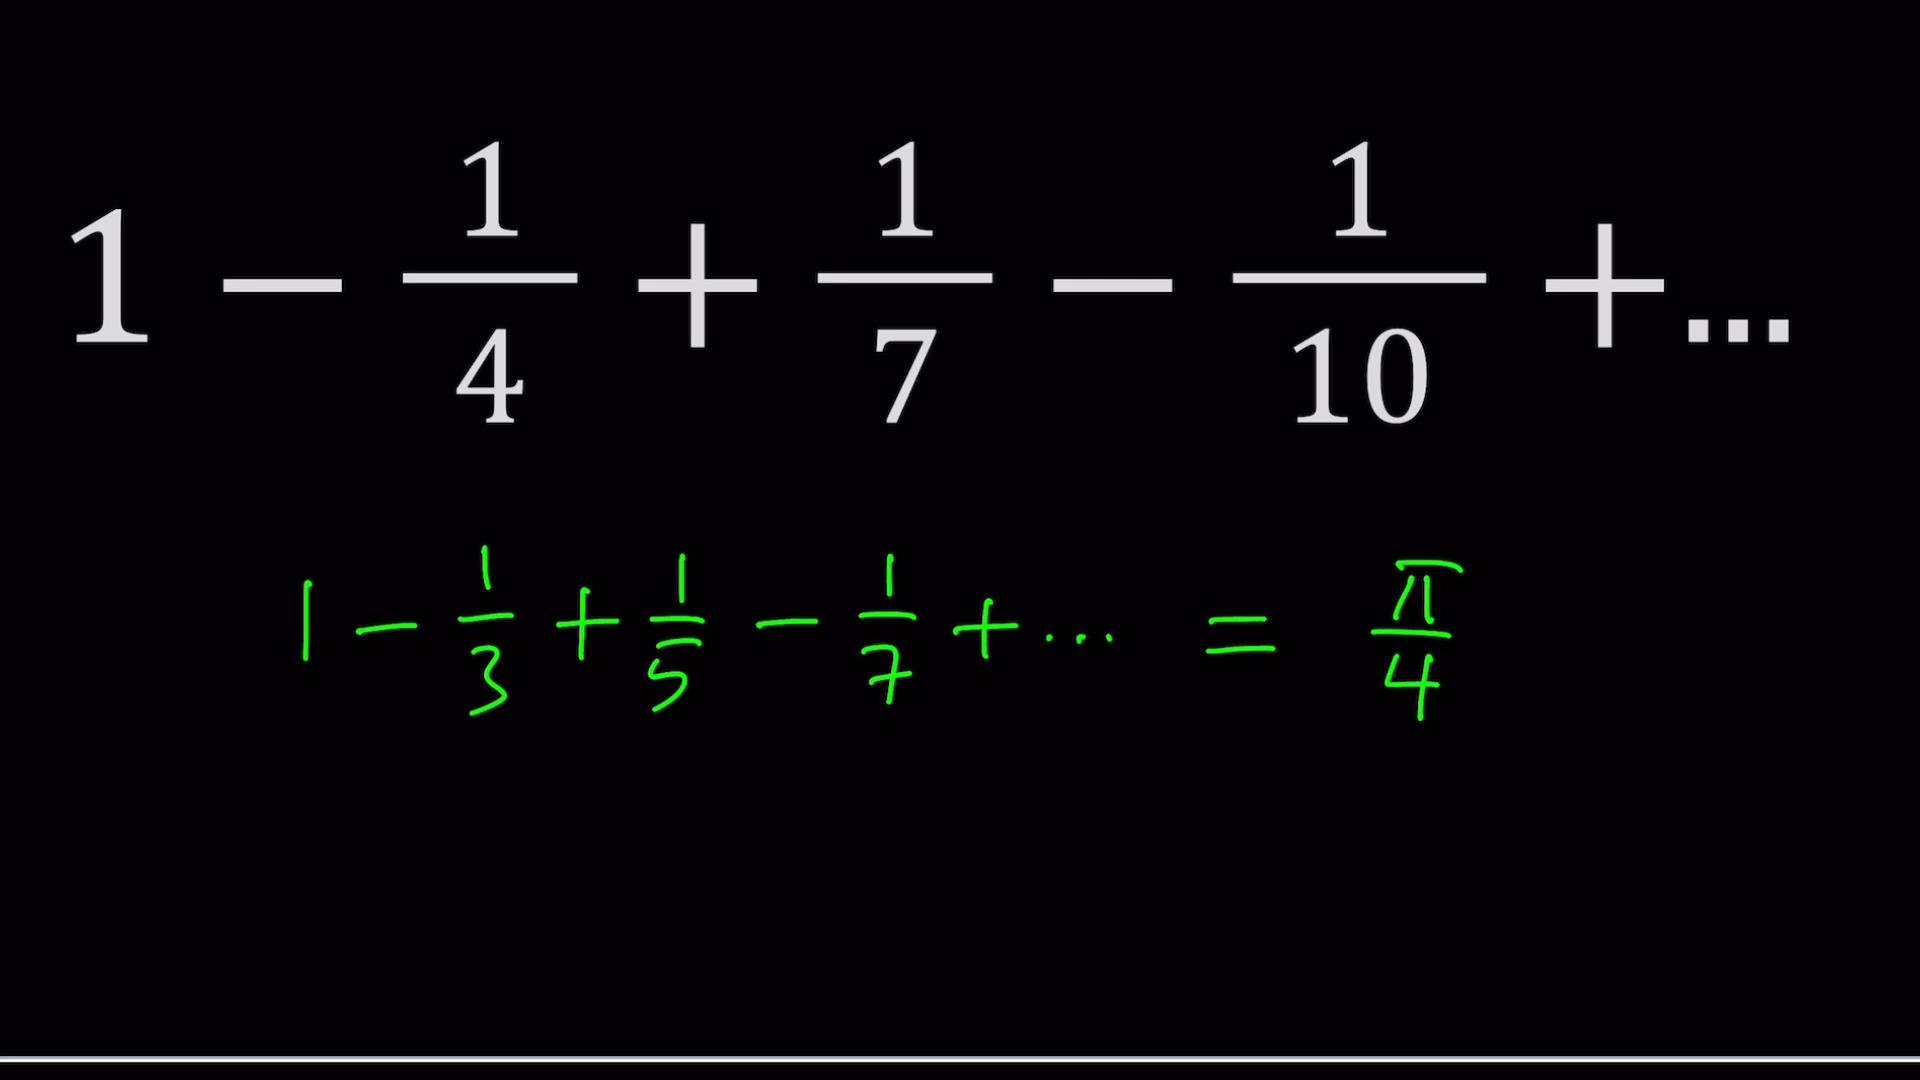 1 − 1/4 + 1/7 − 1/10 + ...
1 − 1/3 + 1/5 − 1/7 + ... = π/4